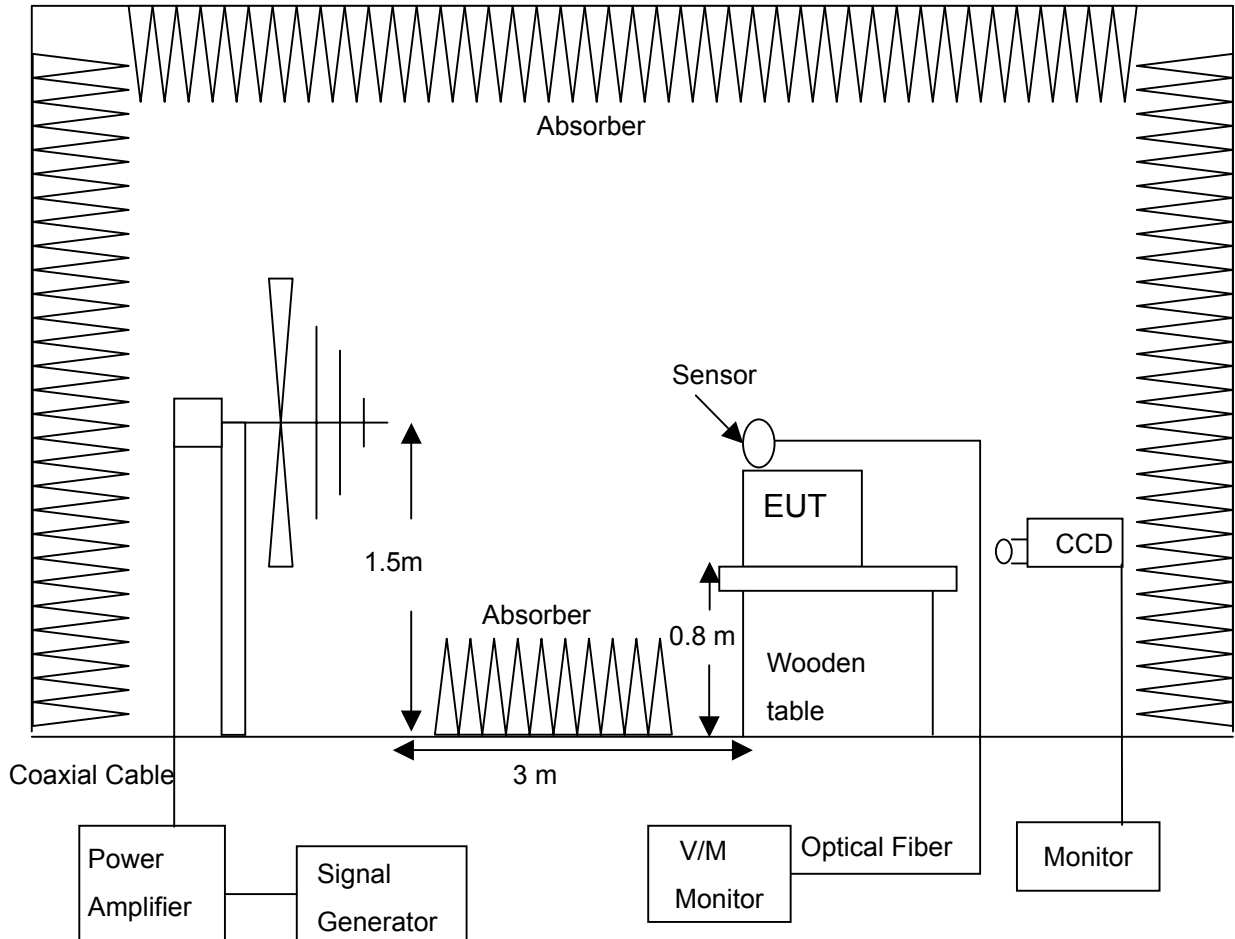 Absorber
Sensor
EUT
CCD
1.5m
Absorber
0.8 m
Wooden
table
3 m
Coaxial Cable
Power
Amplifier
Signal
Generator
V/M
Monitor
Optical Fiber
Monitor